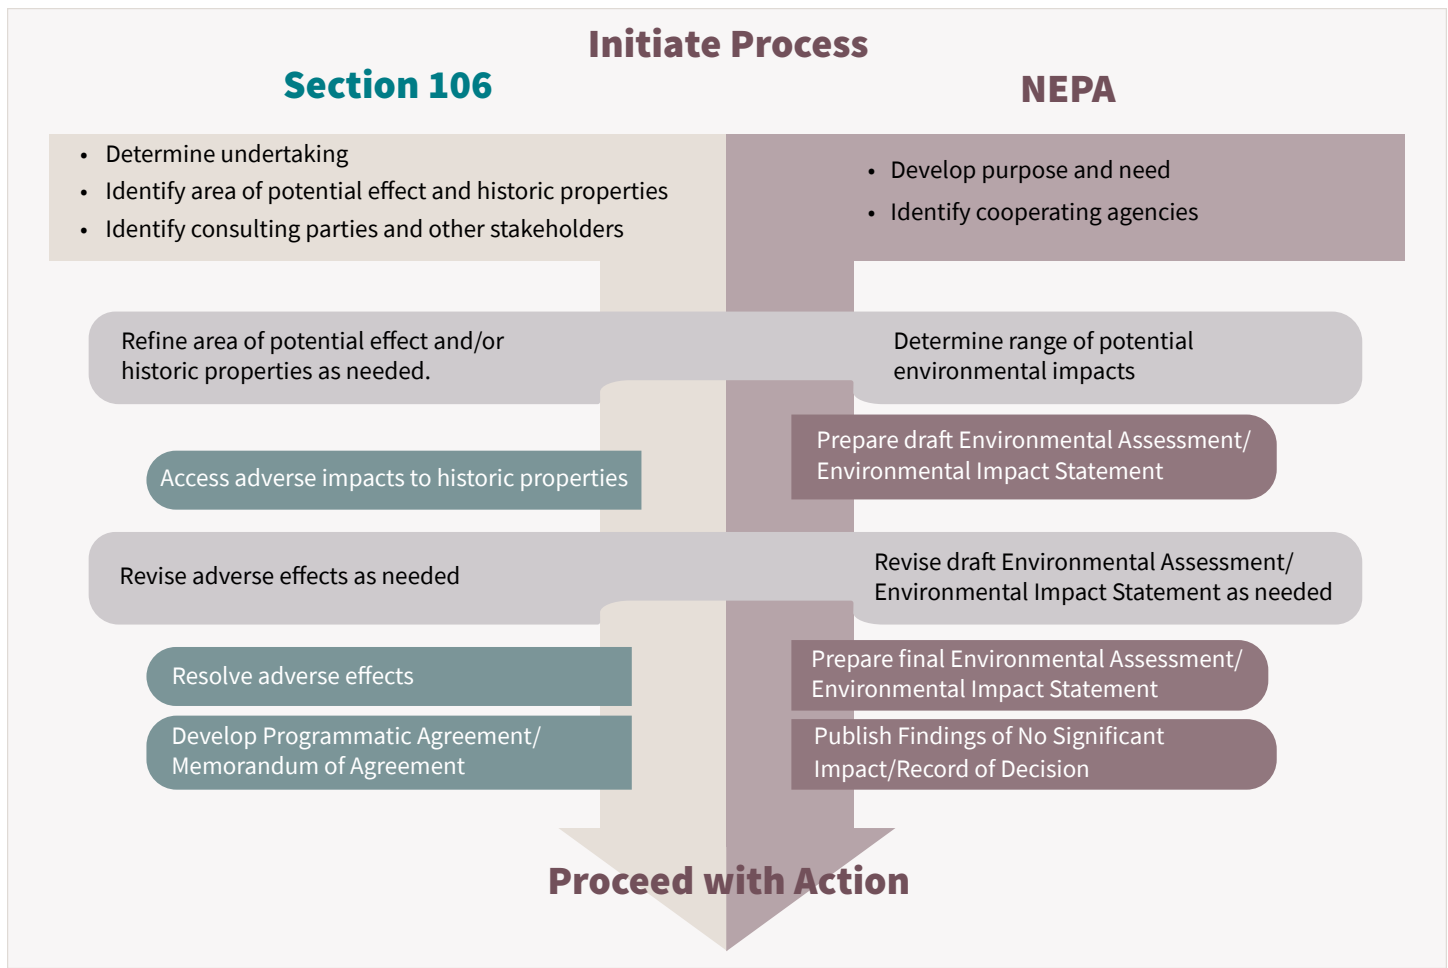 Initiate Process
Section 106
NEPA
• Determine undertaking
• Identify area of potential effect and historic properties
• Identify consulting parties and other stakeholders
• Develop purpose and need
• Identify cooperating agencies
Refine area of potential effect and/or
historic properties as needed.
Determine range of potential
environmental impacts
Access adverse impacts to historic properties
Prepare draft Environmental Assessment/
Environmental Impact Statement
Revise adverse effects as needed
Revise draft Environmental Assessment/
Environmental Impact Statement as needed
Resolve adverse effects
Prepare final Environmental Assessment/
Environmental Impact Statement
Develop Programmatic Agreement/
Memorandum of Agreement
Publish Findings of No Significant
Impact/Record of Decision
Proceed with Action